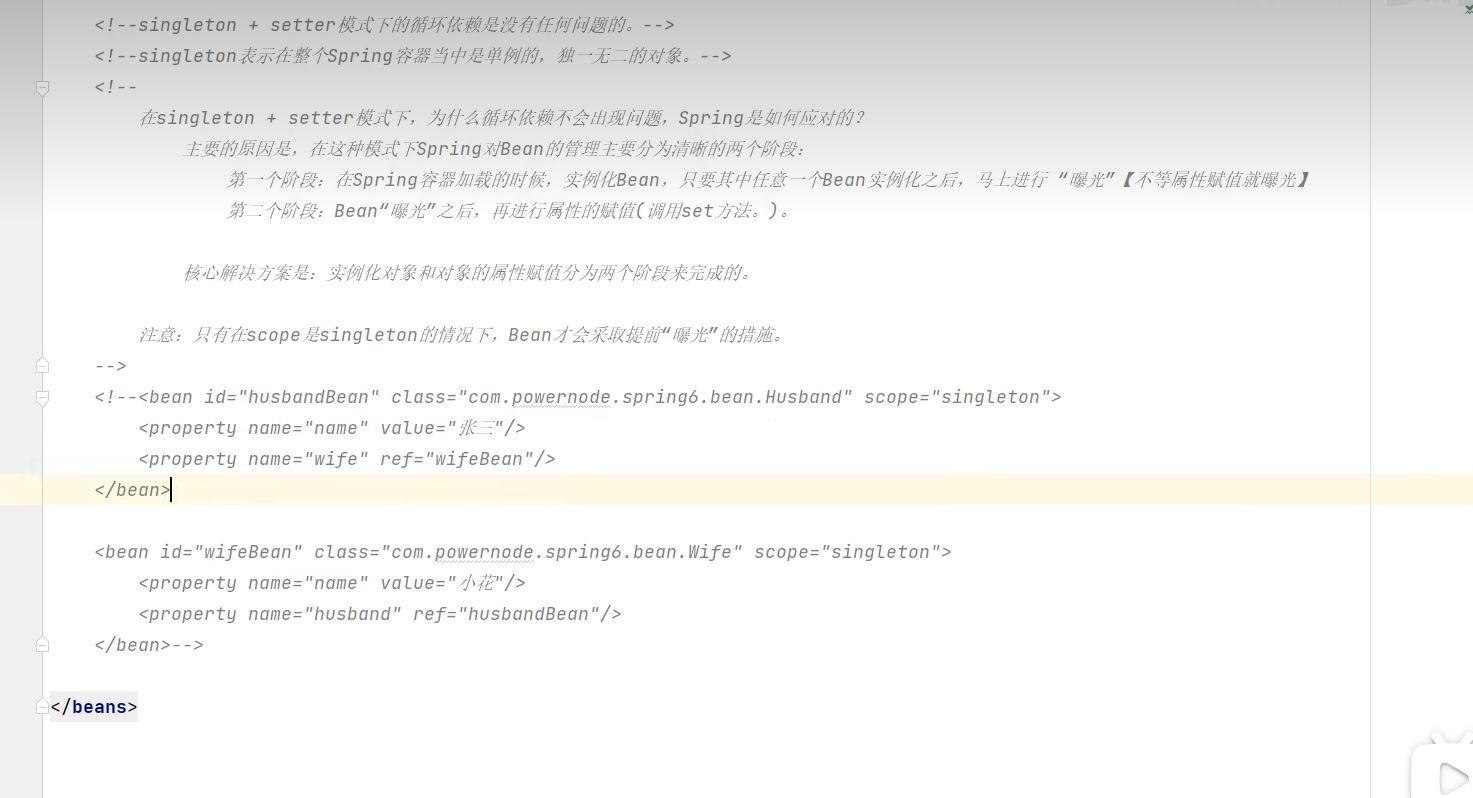 <!--singleton + setter模式下的循环依赖是没有任何问题的。-->
<!--singleton表示在整个Spring容器当中是单例的，独一无二的对象。-->
<!--
在singleton + setter模式下，为什么循环依赖不会出现问题，Spring是如何应对的？
主要的原因是，在这种模式下Spring对Bean的管理主要分为清晰的两个阶段：
第一个阶段：在Spring容器加载的时候，实例化Bean，只要其中任意一个Bean实例化之后，马上进行 “曝光”【不等属性赋值就曝光】
第二个阶段：Bean“曝光”之后，再进行属性的赋值(调用set方法。)。
核心解决方案是：实例化对象和对象的属性赋值分为两个阶段来完成的。
注意：只有在scope是singleton的情况下，Bean才会采取提前“曝光”的措施。
-->
<!--<bean id="husbandBean" class="com.powernode.spring6.bean.Husband" scope="singleton">
<property name="name" value="张三"/>
<property name="wife" ref="wifeBean"/>
</bean>
<bean id="wifeBean" class="com.powernode.spring6.bean.Wife" scope="singleton">
<property name="name" value="小花"/>
<property name="husband" ref="husbandBean"/>
</bean>-->
</beans>